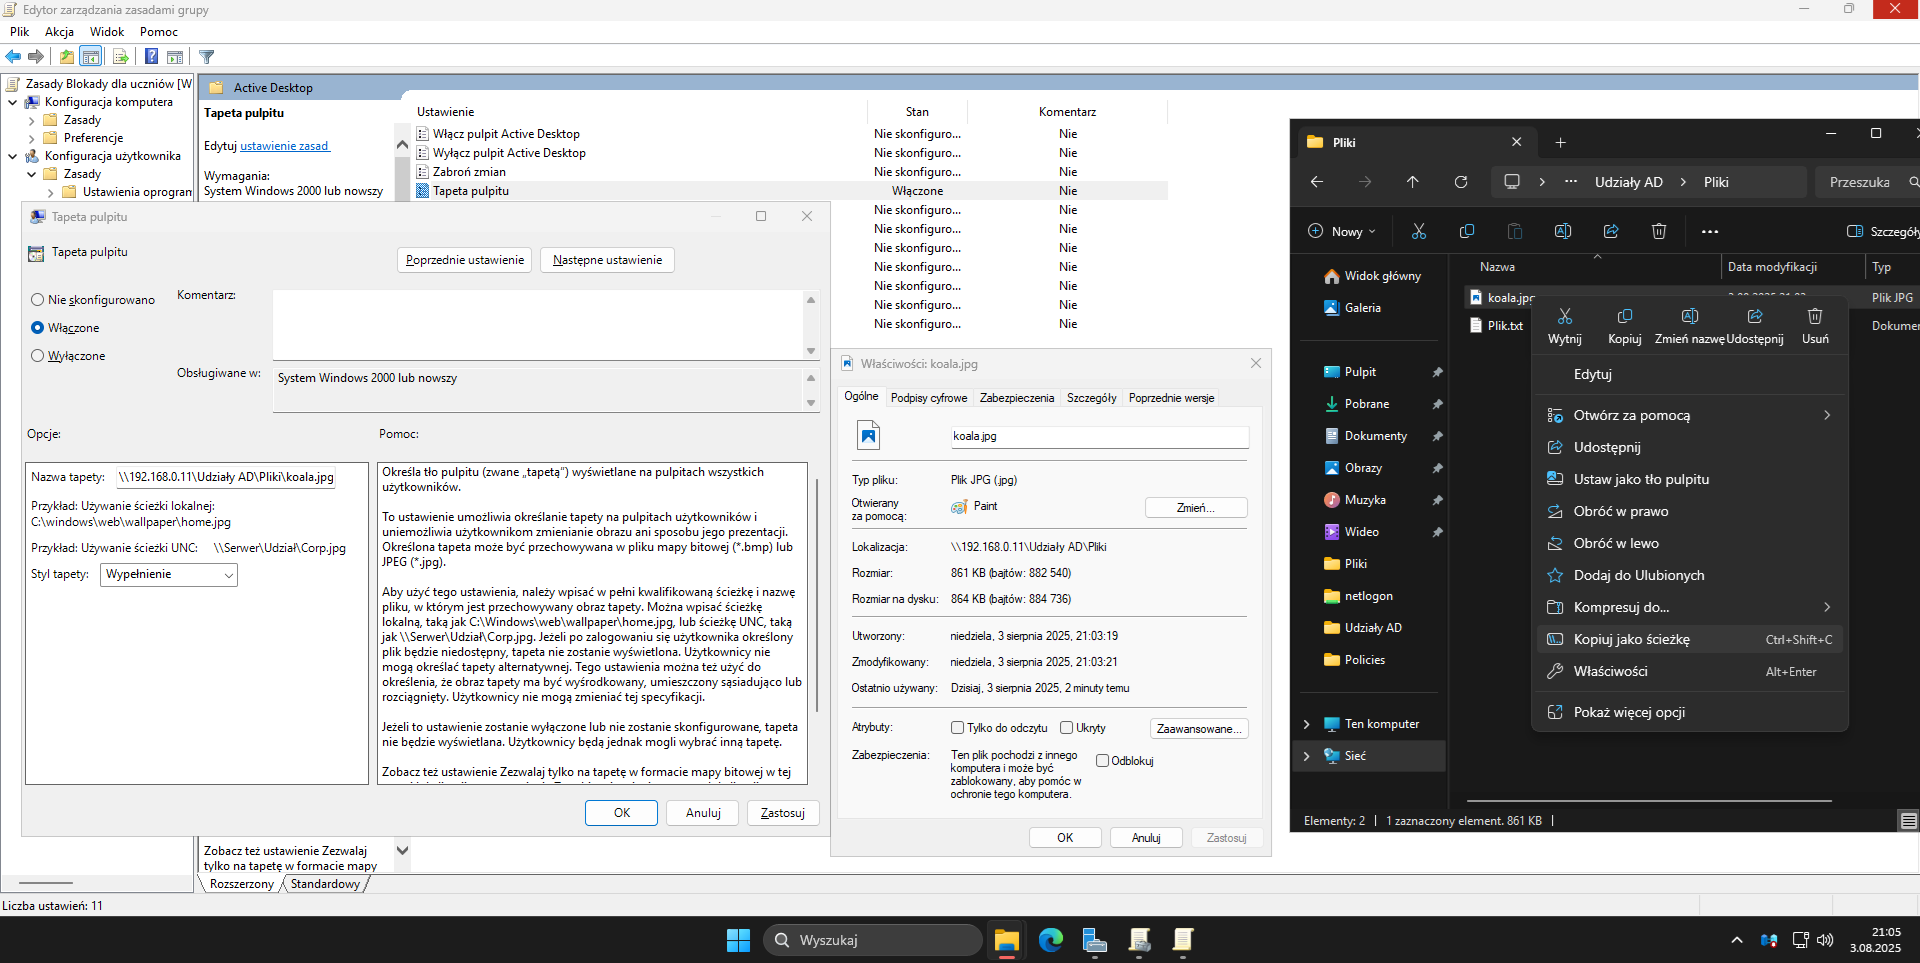 Edytor zarządzania zasadami grupy
Plik Akcja Widok Pomoc
Zasady Blokady dla uczniów [W
Konfiguracja komputera
Zasady
Preferencje
Konfiguracja użytkownika
Zasady
Ustawienia oprogran
Active Desktop
Tapeta pulpitu
Edytuj ustawienie zasad
Wymagania:
System Windows 2000 lub nowszy
Ustawienie Stan Komentarz
Włącz pulpit Active Desktop Nie skonfiguro... Nie
Wyłącz pulpit Active Desktop Nie skonfiguro... Nie
Zabroń zmian Nie skonfiguro... Nie
Tapeta pulpitu Włączone Nie
Nie skonfiguro... Nie
Nie skonfiguro... Nie
Nie skonfiguro... Nie
Nie skonfiguro... Nie
Nie skonfiguro... Nie
Nie skonfiguro... Nie
Nie skonfiguro... Nie
Tapeta pulpitu
Tapeta pulpitu
Poprzednie ustawienie Następne ustawienie
Nie skonfigurowano
Włączone
Wyłączone
Komentarz:
Obsługiwane w:
System Windows 2000 lub nowszy
Opcje:
Pomoc:
Nazwa tapety: \\192.168.0.11\Udziały AD\Pliki\koala.jpg
Przykład: Używanie ścieżki lokalnej:
C:\windows\web\wallpaper\home.jpg
Przykład: Używanie ścieżki UNC: \\Serwer\Udział\Corp.jpg
Styl tapety: Wypełnienie
Określa tło pulpitu (zwane „tapetą”) wyświetlane na pulpitach wszystkich
użytkowników.
To ustawienie umożliwia określanie tapety na pulpitach użytkowników i
uniemożliwia użytkownikom zmienianie obrazu ani sposobu jego prezentacji.
Określona tapeta może być przechowywana w pliku mapy bitowej (*.bmp) lub
JPEG (*.jpg).
Aby użyć tego ustawienia, należy wpisać w pełni kwalifikowaną ścieżkę i nazwę
pliku, w którym jest przechowywany obraz tapety. Można wpisać ścieżkę
lokalną, taką jak C:\Windows\web\wallpaper\home.jpg, lub ścieżkę UNC, taką
jak \\Serwer\Udział\Corp.jpg. Jeżeli po zalogowaniu się użytkownika określony
plik będzie niedostępny, tapeta nie zostanie wyświetlona. Użytkownicy nie
mogą określać tapety alternatywnej. Tego ustawienia można też użyć do
określenia, że obraz tapety ma być wyśrodkowany, umieszczony sąsiadująco lub
rozciągnięty. Użytkownicy nie mogą zmieniać tej specyfikacji.
Jeżeli to ustawienie zostanie wyłączone lub nie zostanie skonfigurowane, tapeta
nie będzie wyświetlana. Użytkownicy będą jednak mogli wybrać inną tapetę.
Zobacz też ustawienie Zezwalaj tylko na tapetę w formacie mapy bitowej w tej
OK Anuluj Zastosuj
Zobacz też ustawienie Zezwalaj
tylko na tapetę w formacie mapy
Rozszerzony Standardowy
Liczba ustawień: 11
Właściwości: koala.jpg
Ogólne Podpisy cyfrowe Zabezpieczenia Szczegóły Poprzednie wersje
koala.jpg
Typ pliku: Plik JPG (.jpg)
Otwierany
za pomocą: Paint Zmień...
Lokalizacja: \\192.168.0.11\Udziały AD\Pliki
Rozmiar: 861 KB (bajtów: 882 540)
Rozmiar na dysku: 864 KB (bajtów: 884 736)
Utworzony: niedziela, 3 sierpnia 2025, 21:03:19
Zmodyfikowany: niedziela, 3 sierpnia 2025, 21:03:21
Ostatnio używany: Dzisiaj, 3 sierpnia 2025, 2 minuty temu
Atrybuty: Tylko do odczytu Ukryty Zaawansowane...
Zabezpieczenia: Ten plik pochodzi z innego
komputera i może być
zablokowany, aby pomóc w
ochronie tego komputera.
Odblokuj
OK Anuluj Zastosuj
Pliki
Udziały AD Pliki Przeszuka
Nowy Szczegóły
Nazwa Data modyfikacji Typ
koala.jpg Plik JPG
Plik.txt Dokumen
Widok główny
Galeria
Pulpit
Pobrane
Dokumenty
Obrazy
Muzyka
Wideo
Pliki
netlogon
Udziały AD
Policies
Ten komputer
Sieć
Wytnij Kopiuj Zmień nazwę Udostępnij Usuń
Edytuj
Otwórz za pomocą
Udostępnij
Ustaw jako tło pulpitu
Obróć w prawo
Obróć w lewo
Dodaj do Ulubionych
Kompresuj do...
Kopiuj jako ścieżkę Ctrl+Shift+C
Właściwości Alt+Enter
Pokaż więcej opcji
Elementy: 2 1 zaznaczony element. 861 KB
Wyszukaj
21:05
3.08.2025